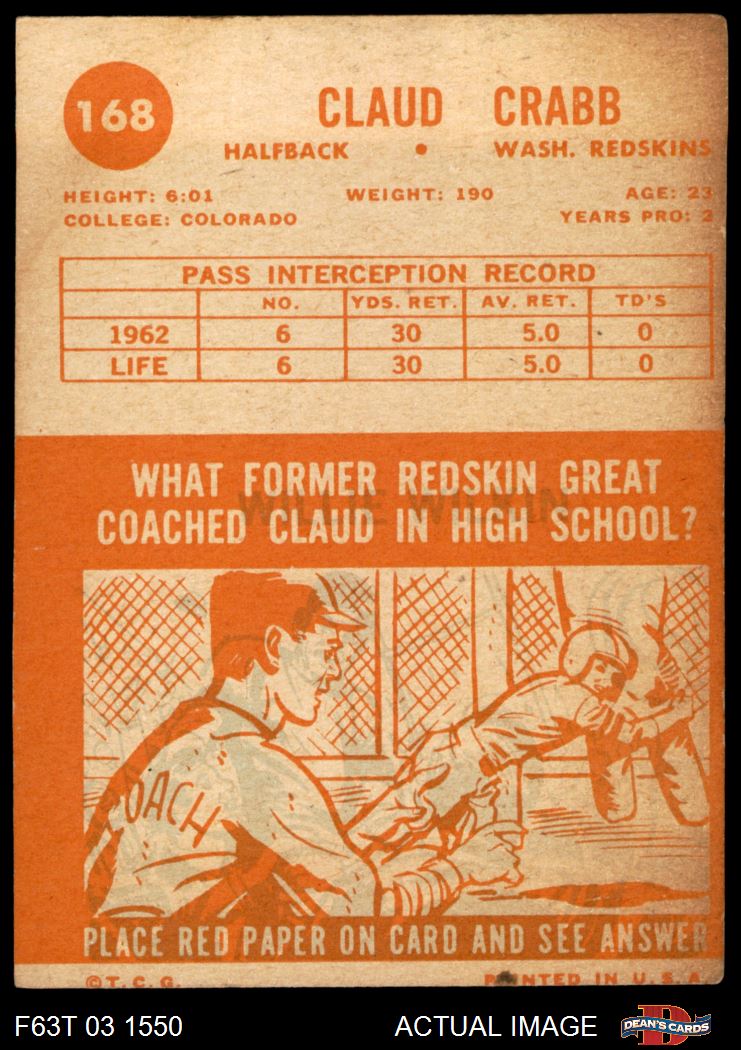 168
CLAUD CRABB
HALFBACK • WASH. REDSKINS
HEIGHT: 6:01 WEIGHT: 190 AGE: 23
COLLEGE: COLORADO YEARS PRO: 2
PASS INTERCEPTION RECORD
NO. YDS. RET. AV. RET. TD'S
1962 6 30 5.0 0
LIFE 6 30 5.0 0
WHAT FORMER REDSKIN GREAT
WILLIE WILKIN
COACHED CLAUD IN HIGH SCHOOL?
COACH
PLACE RED PAPER ON CARD AND SEE ANSWER
©T.C.G. PRINTED IN U.S.A.
F63T 03 1550 ACTUAL IMAGE
D
DEAN'S CARDS